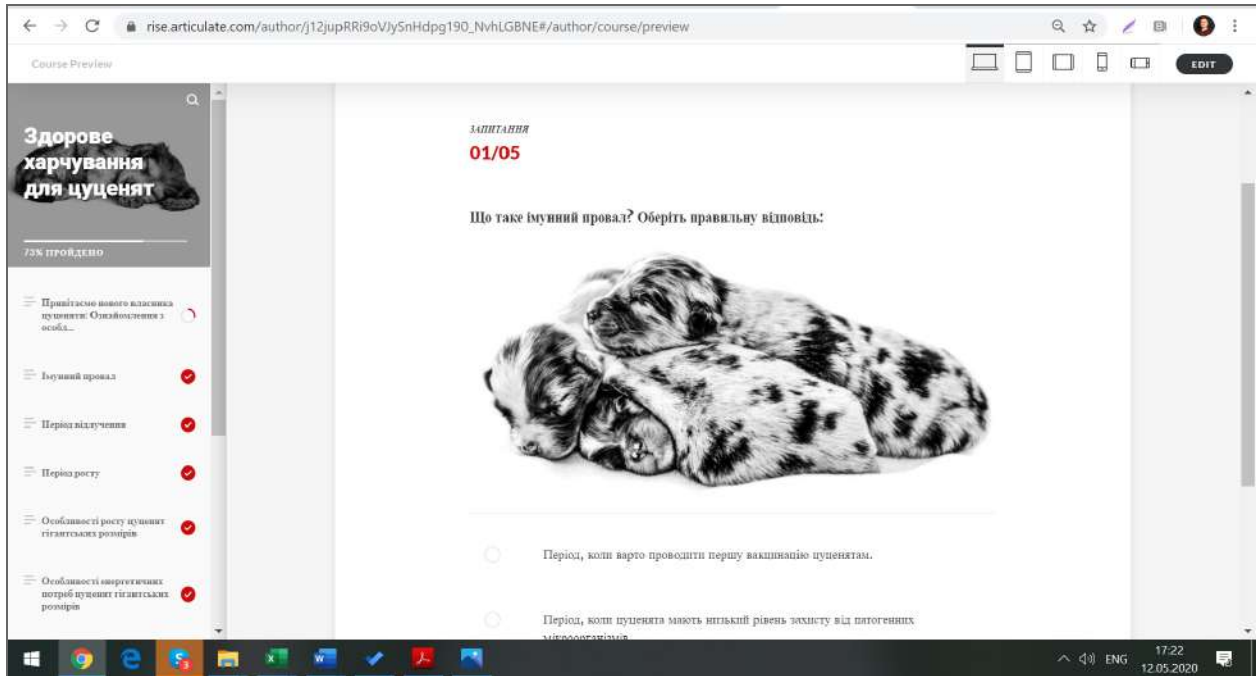 rise.articulate.com/author/j12jupRRi9oVJySnHdpg190_NvhLGBNE#/author/course/preview
Course Preview
EDIT
Здорове
харчування
для цуценят
73% ПРОЙДЕНО
Привітаємо нового власника
цуценяти: Ознайомлення з
особл...
Імунний провал
Період відлучення
Період росту
Особливості росту цуценят
гігантських розмірів
Особливості енергетичних
потреб цуценят гігантських
розмірів
ЗАПИТАННЯ
01/05
Що таке імунний провал? Оберіть правильну відповідь:
Період, коли варто проводити першу вакцинацію цуценятам.
Період, коли цуценята мають низький рівень захисту від патогенних
мікроорганізмів
ENG
17:22
12.05.2020